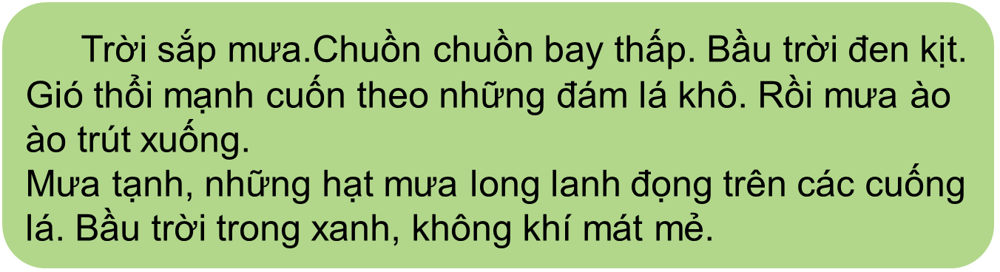 Trời sắp mưa.Chuồn chuồn bay thấp. Bầu trời đen kịt.
Gió thổi mạnh cuốn theo những đám lá khô. Rồi mưa ào
ào trút xuống.
Mưa tạnh, những hạt mưa long lanh đọng trên các cuống
lá. Bầu trời trong xanh, không khí mát mẻ.